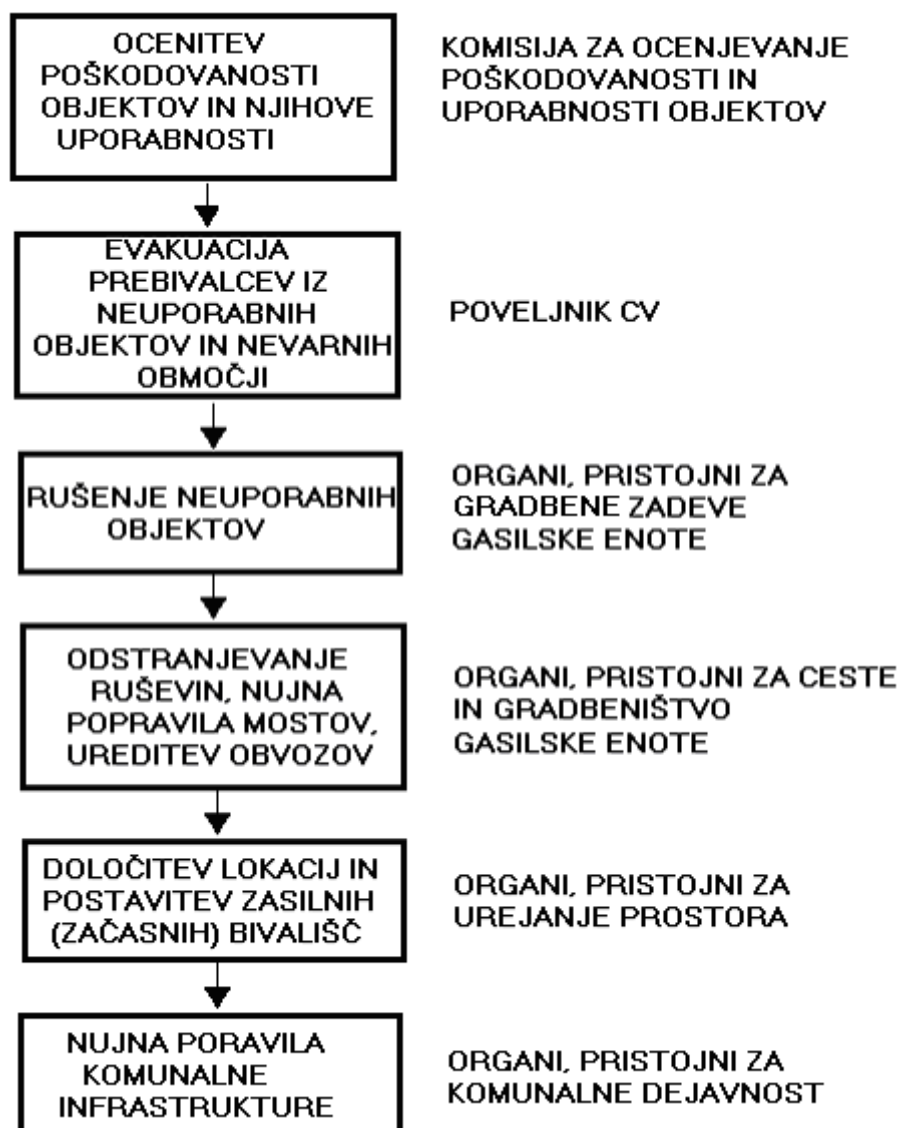 OCENITEV
POŠKODOVANOSTI
OBJEKTOV IN NJIHOVE
UPORABNOSTI
KOMISIJA ZA OCENJEVANJE
POŠKODOVANOSTI IN
UPORABNOSTI OBJEKTOV
EVAKUACIJA
PREBIVALCEV IZ
NEUPORABNIH
OBJEKTOV IN NEVARNIH
OBMOČJI
POVELJNIK CV
RUŠENJE NEUPORABNIH
OBJEKTOV
ORGANI, PRISTOJNI ZA
GRADBENE ZADEVE
GASILSKE ENOTE
ODSTRANJEVANJE
RUŠEVIN, NUJNA
POPRAVILA MOSTOV,
UREDITEV OBVOZOV
ORGANI, PRISTOJNI ZA CESTE
IN GRADBENIŠTVO
GASILSKE ENOTE
DOLOČITEV LOKACIJ IN
POSTAVITEV ZASILNIH
(ZAČASNIH) BIVALIŠČ
ORGANI, PRISTOJNI ZA
UREJANJE PROSTORA
NUJNA PORAVILA
KOMUNALNE
INFRASTRUKTURE
ORGANI, PRISTOJNI ZA
KOMUNALNE DEJAVNOST